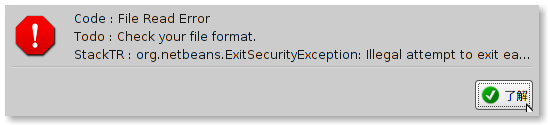 Code : File Read Error
Todo : Check your file format.
StackTR : org.netbeans.ExitSecurityException: Illegal attempt to exit ea...
了解